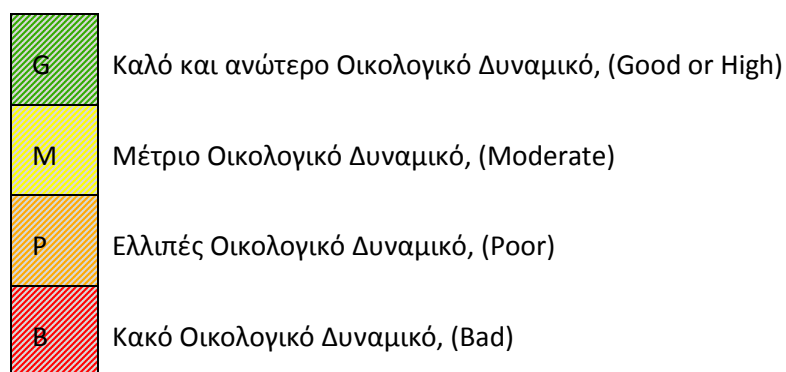 G Καλό και ανώτερο Οικολογικό Δυναμικό, (Good or High)
M Μέτριο Οικολογικό Δυναμικό, (Moderate)
P Ελλιπές Οικολογικό Δυναμικό, (Poor)
B Κακό Οικολογικό Δυναμικό, (Bad)